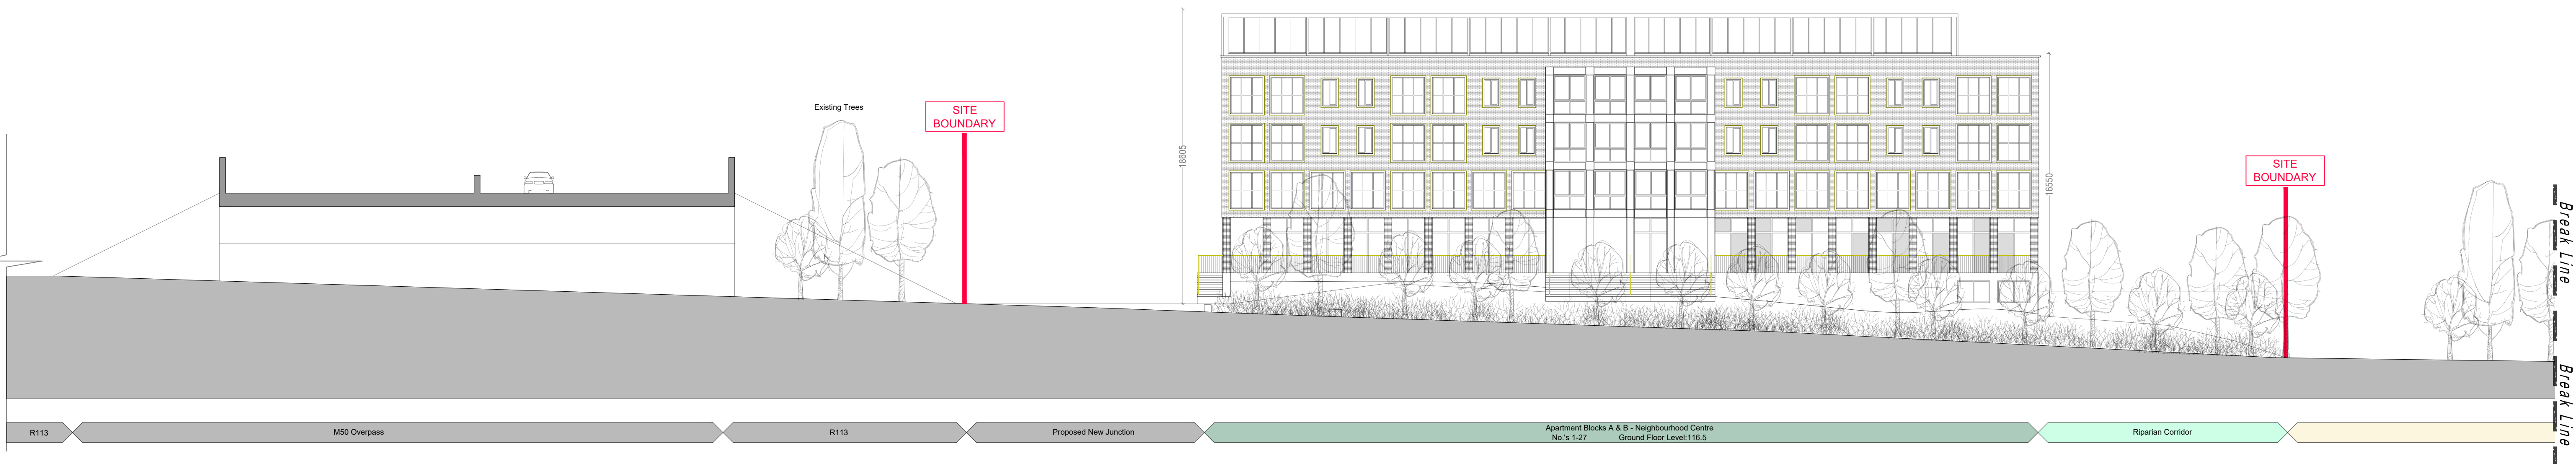 Existing Trees
SITE
BOUNDARY
18605
16550
SITE
BOUNDARY
Break Line
Break Line
R113
M50 Overpass
R113
Proposed New Junction
Apartment Blocks A & B - Neighbourhood Centre
No.'s 1-27 Ground Floor Level:116.5
Riparian Corridor